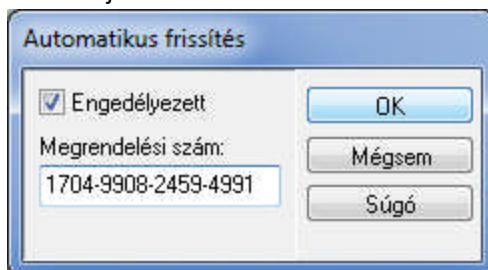 Automatikus frissítés
Engedélyezett
OK
Megrendelési szám:
Mégsem
1704-9908-2459-4991
Súgó